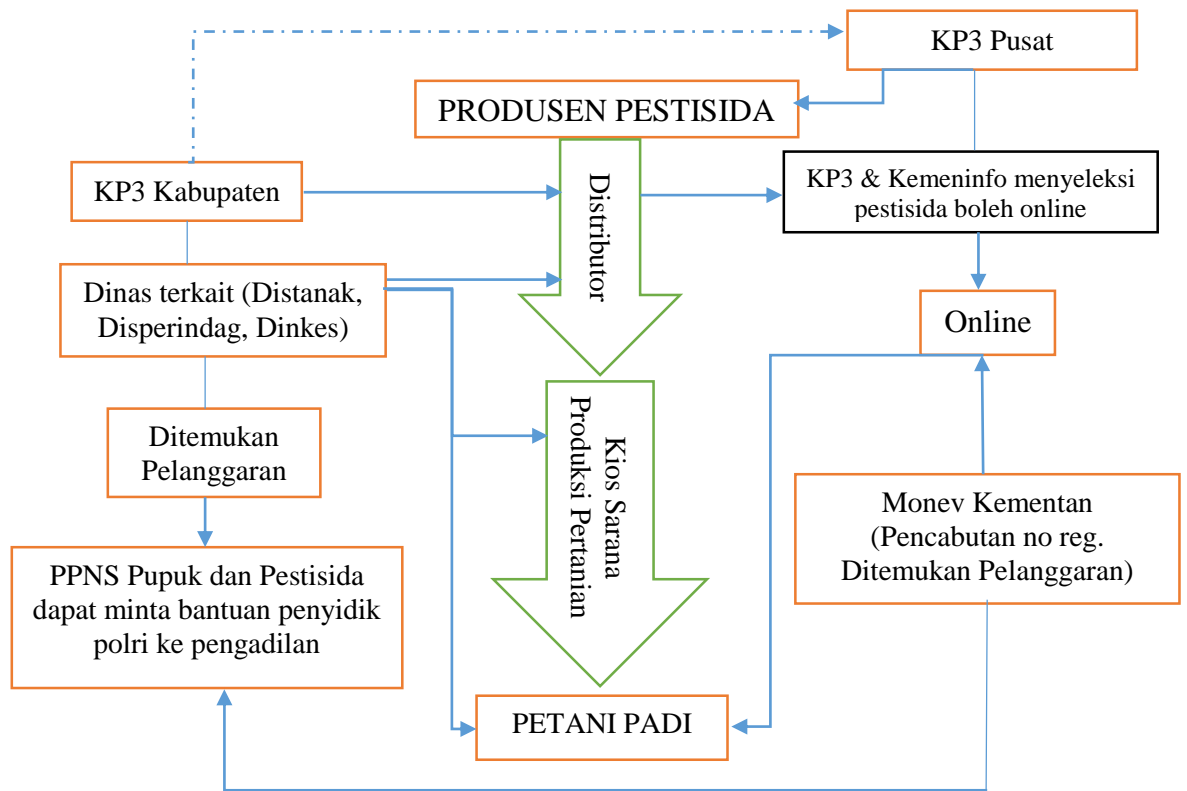 KP3 Pusat
PRODUSEN PESTISIDA
KP3 Kabupaten
Distributor
KP3 & Kemeninfo menyeleksi
pestisida boleh online
Dinas terkait (Distanak,
Disperindag, Dinkes)
Online
Ditemukan
Pelanggaran
Kios Sarana
Produksi Pertanian
Monev Kementan
(Pencabutan no reg.
Ditemukan Pelanggaran)
PPNS Pupuk dan Pestisida
dapat minta bantuan penyidik
polri ke pengadilan
PETANI PADI